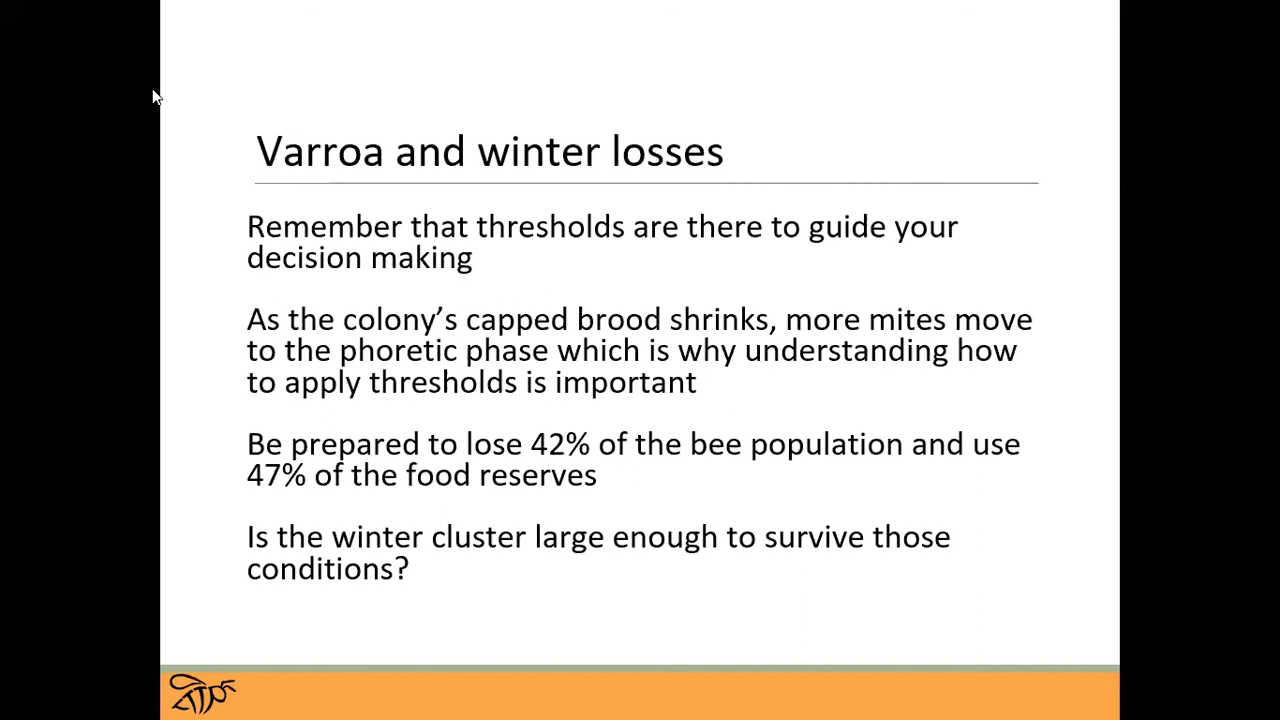 Varroa and winter losses
Remember that thresholds are there to guide your
decision making
As the colony’s capped brood shrinks, more mites move
to the phoretic phase which is why understanding how
to apply thresholds is important
Be prepared to lose 42% of the bee population and use
47% of the food reserves
Is the winter cluster large enough to survive those
conditions?